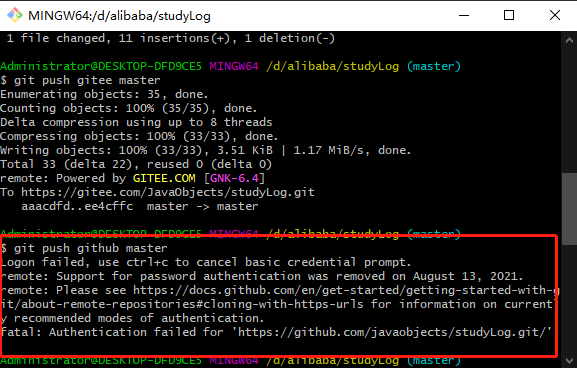 MINGW64:/d/alibaba/studyLog
1 file changed, 11 insertions(+), 1 deletion(-)
Administrator@DESKTOP-DFD9CE5 MINGW64 /d/alibaba/studyLog (master)
$ git push gitee master
Enumerating objects: 35, done.
Counting objects: 100% (35/35), done.
Delta compression using up to 8 threads
Compressing objects: 100% (33/33), done.
Writing objects: 100% (33/33), 3.51 KiB | 1.17 MiB/s, done.
Total 33 (delta 22), reused 0 (delta 0)
remote: Powered by GITEE.COM [GNK-6.4]
To https://gitee.com/JavaObjects/studyLog.git
aaacdfd..ee4cffc master -> master
Administrator@DESKTOP-DFD9CE5 MINGW64 /d/alibaba/studyLog (master)
$ git push github master
Logon failed, use ctrl+c to cancel basic credential prompt.
remote: Support for password authentication was removed on August 13, 2021.
remote: Please see https://docs.github.com/en/get-started/getting-started-with-g
it/about-remote-repositories#cloning-with-https-urls for information on currentl
y recommended modes of authentication.
fatal: Authentication failed for 'https://github.com/javaobjects/studyLog.git/'
Administrator@DESKTOP-DFD9CE5 MINGW64 /d/alibaba/studyLog (master)